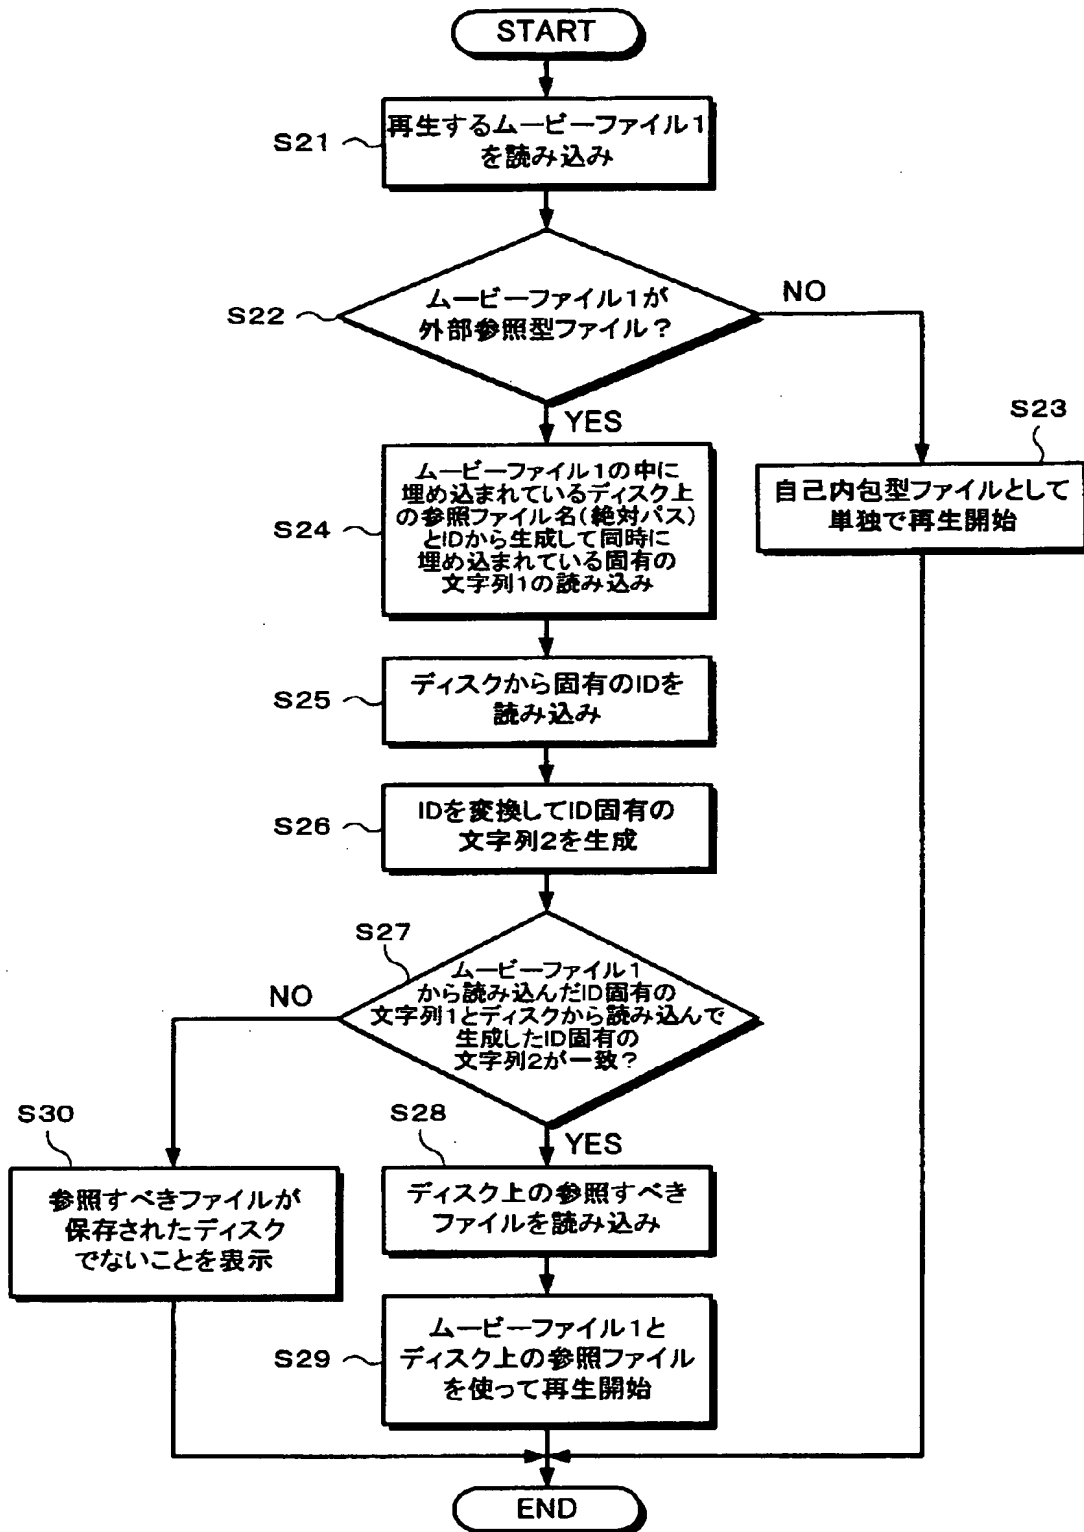 START
S21
再生するムービーファイル1
を読み込み
S22
ムービーファイル1が
外部参照型ファイル？
NO
YES
S23
自己内包型ファイルとして
単独で再生開始
S24
ムービーファイル1の中に
埋め込まれているディスク上
の参照ファイル名(絶対パス)
とIDから生成して同時に
埋め込まれている固有の
文字列1の読み込み
S25
ディスクから固有のIDを
読み込み
S26
IDを変換してID固有の
文字列2を生成
S27
ムービーファイル1
から読み込んだID固有の
文字列1とディスクから読み込んで
生成したID固有の
文字列2が一致？
NO
YES
S30
参照すべきファイルが
保存されたディスク
でないことを表示
S28
ディスク上の参照すべき
ファイルを読み込み
S29
ムービーファイル1と
ディスク上の参照ファイル
を使って再生開始
END